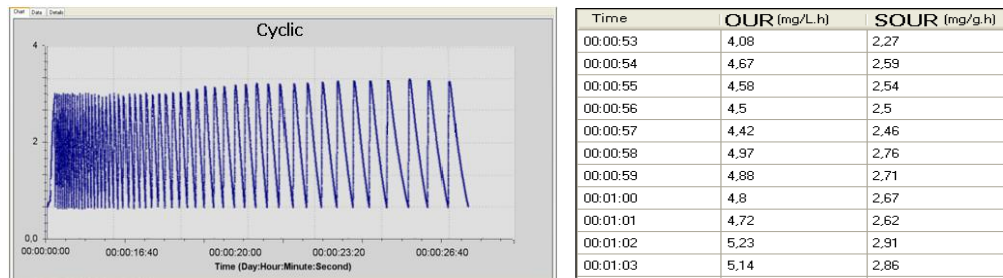 Chart Data Details
Cyclic
4
2
0,0
00:00:00:00 00:00:16:40 00:00:20:00 00:00:23:20 00:00:26:40
Time (Day:Hour:Minute:Second)
Time OUR (mg/L.h) SOUR (mg/g.h)
00:00:53 4,08 2,27
00:00:54 4,67 2,59
00:00:55 4,58 2,54
00:00:56 4,5 2,5
00:00:57 4,42 2,46
00:00:58 4,97 2,76
00:00:59 4,88 2,71
00:01:00 4,8 2,67
00:01:01 4,72 2,62
00:01:02 5,23 2,91
00:01:03 5,14 2,86